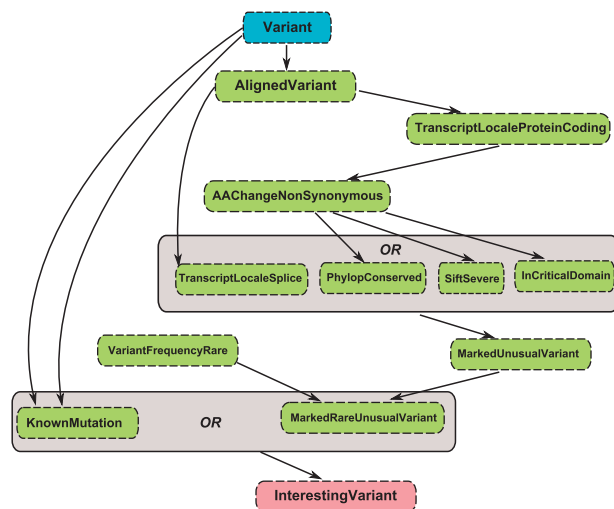 Variant
AlignedVariant
TranscriptLocaleProteinCoding
AAChangeNonSynonymous
OR
TranscriptLocaleSplice
PhylopConserved
SiftSevere
InCriticalDomain
VariantFrequencyRare
MarkedUnusualVariant
KnownMutation
OR
MarkedRareUnusualVariant
InterestingVariant